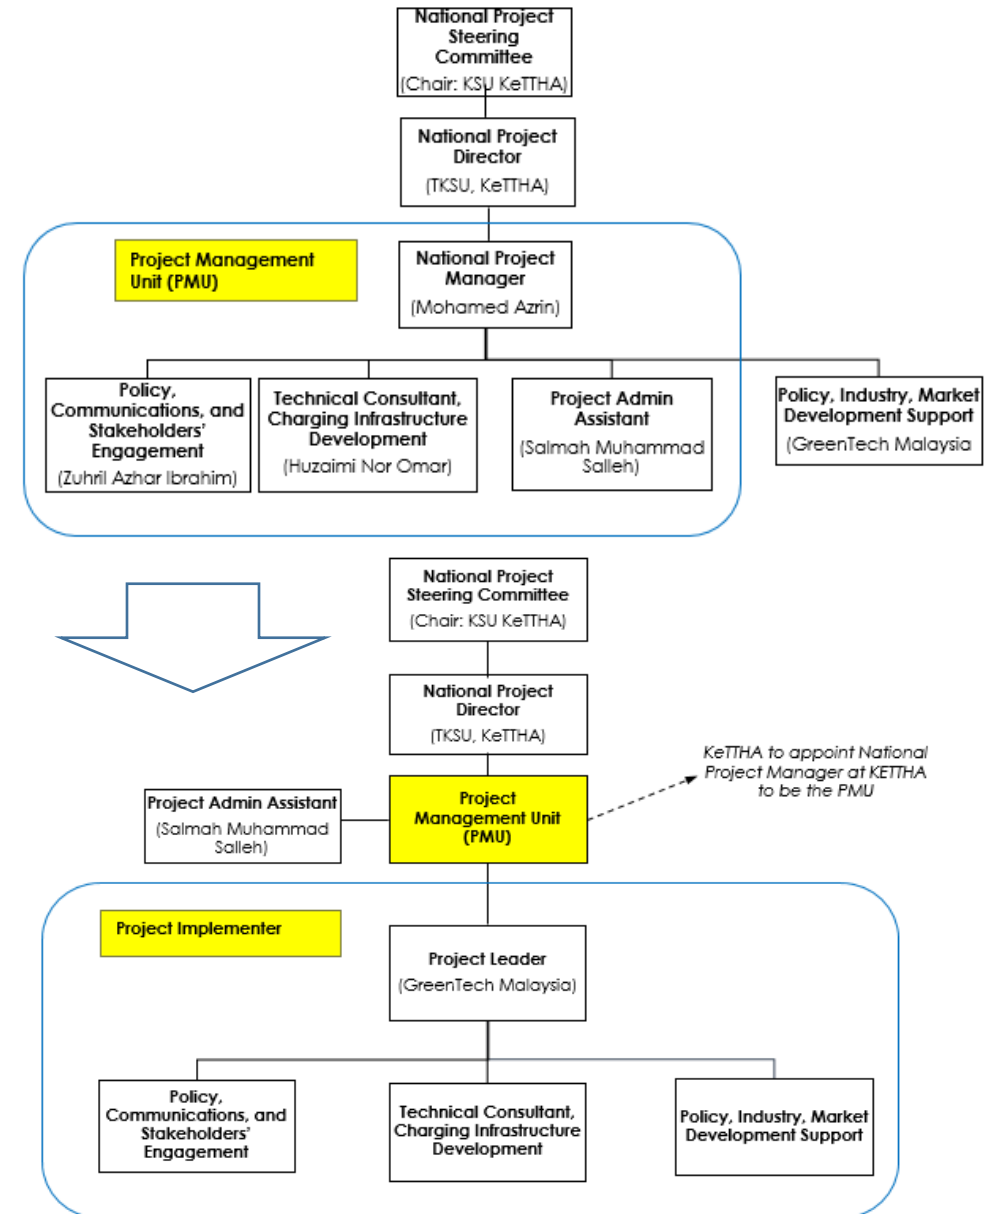 National Project
Steering
Committee
(Chair: KSU KeTTHA)
National Project
Director
(TKSU, KeTTHA)
Project Management
Unit (PMU)
National Project
Manager
(Mohamed Azrin)
Policy,
Communications, and
Stakeholders'
Engagement
(Zuhril Azhar Ibrahim)
Technical Consultant,
Charging Infrastructure
Development
(Huzaimi Nor Omar)
Project Admin
Assistant
(Salmah Muhammad
Salleh)
Policy, Industry, Market
Development Support
(GreenTech Malaysia
National Project
Steering Committee
(Chair: KSU KeTTHA)
National Project
Director
(TKSU, KeTTHA)
KeTTHA to appoint National
Project Manager at KETTHA
to be the PMU
Project Admin Assistant
(Salmah Muhammad
Salleh)
Project
Management Unit
(PMU)
Project Implementer
Project Leader
(GreenTech Malaysia)
Policy,
Communications, and
Stakeholders'
Engagement
Technical Consultant,
Charging Infrastructure
Development
Policy, Industry, Market
Development Support